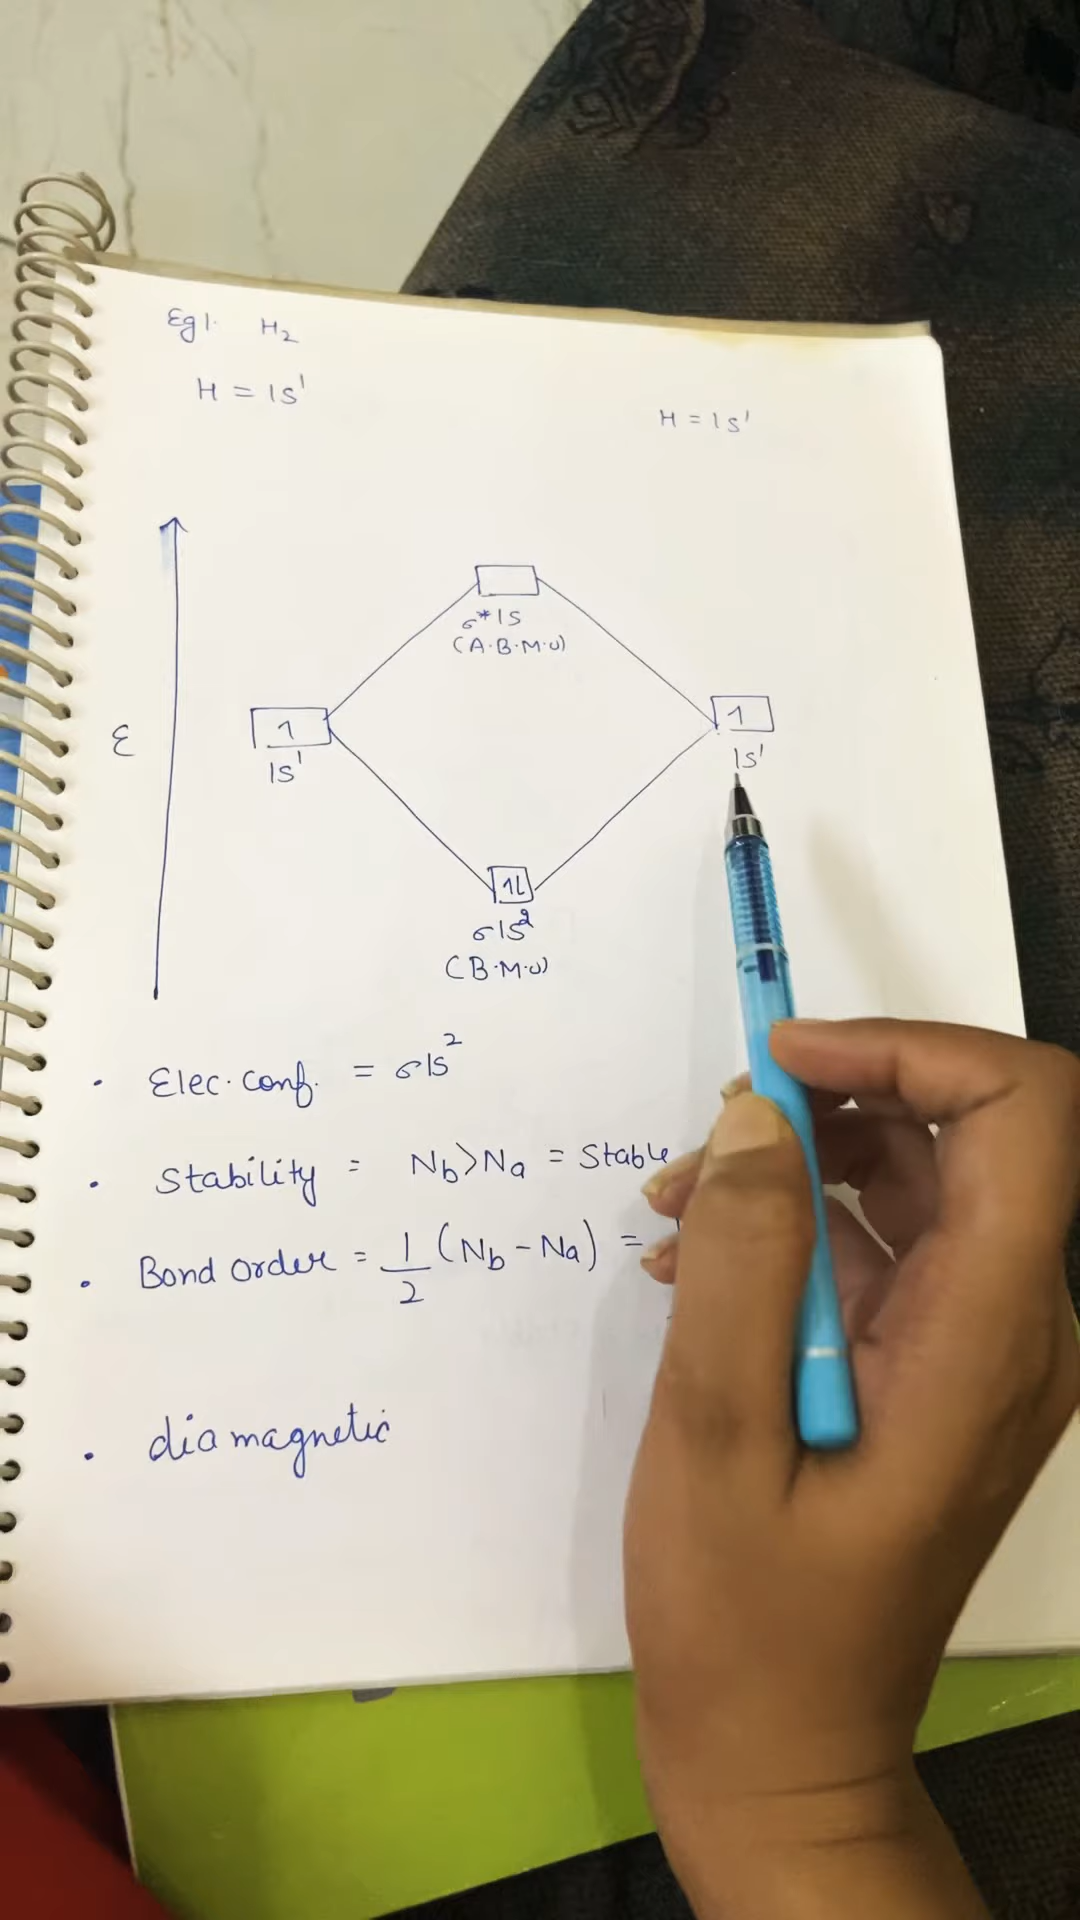 Eg 1. H₂
H = 1s¹
H = 1s¹
σ*1s
(A.B.M.O)
1
1
1s¹
1s¹
ε
1L
σ1s²
(B.M.O)
• Elec. conf. = σ1s²
• Stability = Nb > Na = Stable
• Bond order = 1/2 (Nb - Na) =
• diamagnetic